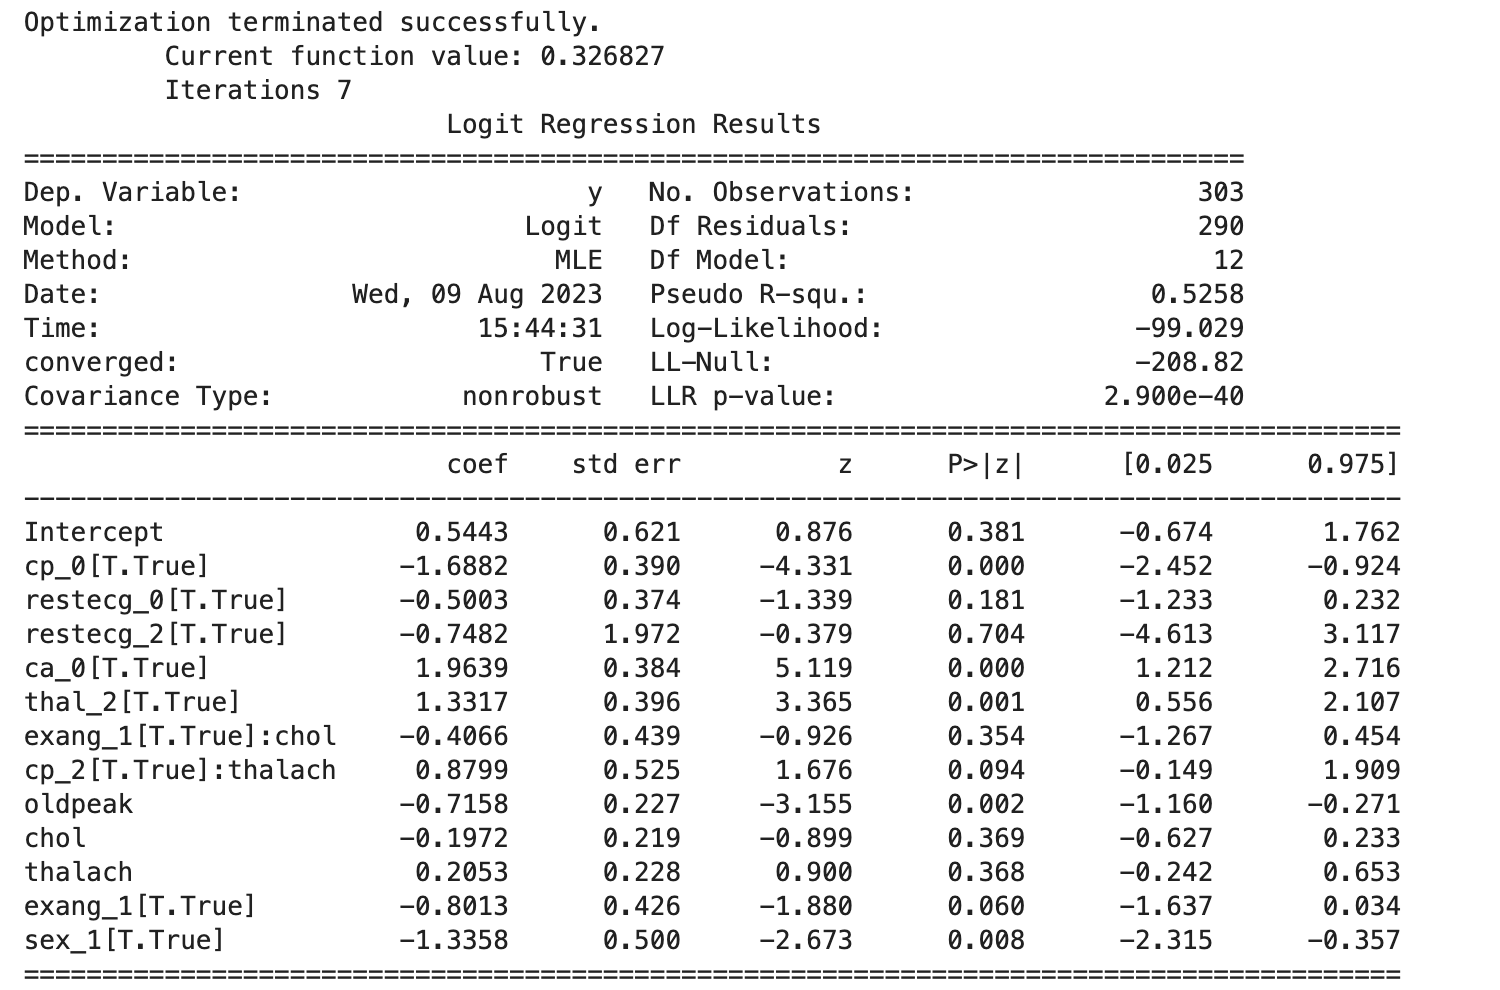 Optimization terminated successfully.
         Current function value: 0.326827
         Iterations 7
                           Logit Regression Results
==============================================================================
Dep. Variable:                      y   No. Observations:                  303
Model:                          Logit   Df Residuals:                      290
Method:                           MLE   Df Model:                           12
Date:                Wed, 09 Aug 2023   Pseudo R-squ.:                  0.5258
Time:                        15:44:31   Log-Likelihood:                -99.029
converged:                       True   LL-Null:                       -208.82
Covariance Type:            nonrobust   LLR p-value:                 2.900e-40
========================================================================================
                           coef    std err          z      P>|z|      [0.025      0.975]
----------------------------------------------------------------------------------------
Intercept                0.5443      0.621      0.876      0.381      -0.674       1.762
cp_0[T.True]            -1.6882      0.390     -4.331      0.000      -2.452      -0.924
restecg_0[T.True]       -0.5003      0.374     -1.339      0.181      -1.233       0.232
restecg_2[T.True]       -0.7482      1.972     -0.379      0.704      -4.613       3.117
ca_0[T.True]             1.9639      0.384      5.119      0.000       1.212       2.716
thal_2[T.True]           1.3317      0.396      3.365      0.001       0.556       2.107
exang_1[T.True]:chol    -0.4066      0.439     -0.926      0.354      -1.267       0.454
cp_2[T.True]:thalach     0.8799      0.525      1.676      0.094      -0.149       1.909
oldpeak                 -0.7158      0.227     -3.155      0.002      -1.160      -0.271
chol                    -0.1972      0.219     -0.899      0.369      -0.627       0.233
thalach                  0.2053      0.228      0.900      0.368      -0.242       0.653
exang_1[T.True]         -0.8013      0.426     -1.880      0.060      -1.637       0.034
sex_1[T.True]           -1.3358      0.500     -2.673      0.008      -2.315      -0.357
========================================================================================